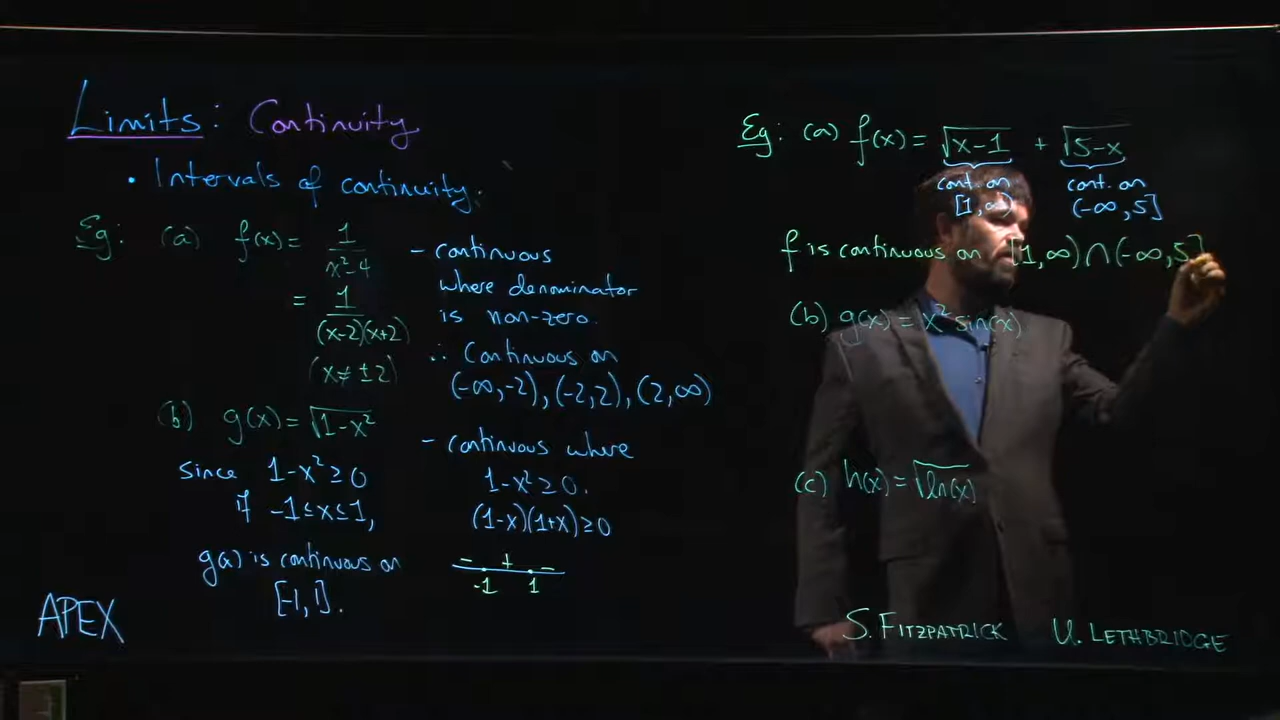 Limits: Continuity
• Intervals of continuity:
Eg: (a) f(x) = 1/(x²-4)
= 1/((x-2)(x+2))
(x ≠ ±2)
- continuous
where denominator
is non-zero.
∴ Continuous on
(-∞,-2), (-2,2), (2,∞)
(b) g(x) = √(1-x²)
since 1-x² ≥ 0
if -1 ≤ x ≤ 1,
g(x) is continuous on
[-1,1].
- continuous where
1-x² ≥ 0.
(1-x)(1+x) ≥ 0
- + -
-1 1
APEX
Eg: (a) f(x) = √(x-1) + √(5-x)
cont. on cont. on
[1,∞) (-∞,5]
f is continuous on [1,∞)∩(-∞,5]
(b) g(x) = x² sin(x)
(c) h(x) = √ln(x)
S. FITZPATRICK U. LETHBRIDGE